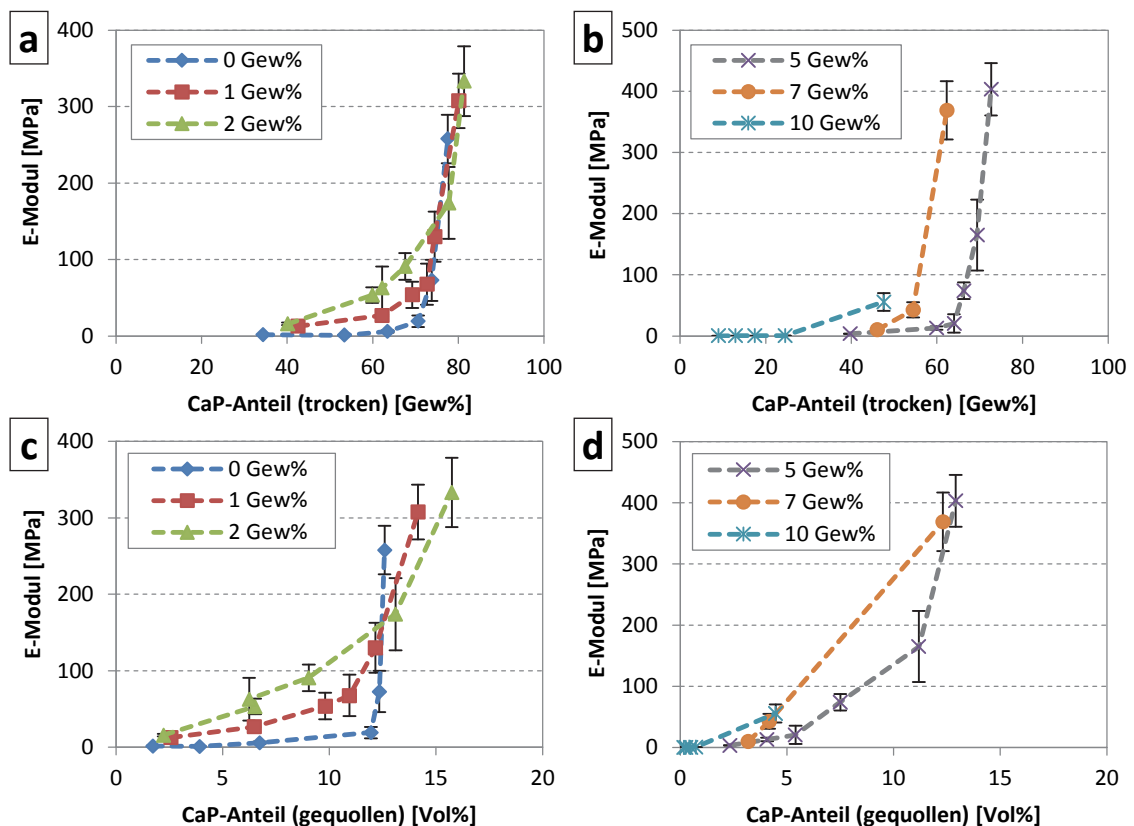 a
E-Modul [MPa]
400
300
200
100
0
0 Gew%
1 Gew%
2 Gew%
0 20 40 60 80 100
CaP-Anteil (trocken) [Gew%]
b
E-Modul [MPa]
500
400
300
200
100
0
5 Gew%
7 Gew%
10 Gew%
0 20 40 60 80 100
CaP-Anteil (trocken) [Gew%]
c
E-Modul [MPa]
400
300
200
100
0
0 Gew%
1 Gew%
2 Gew%
0 5 10 15 20
CaP-Anteil (gequollen) [Vol%]
d
E-Modul [MPa]
500
400
300
200
100
0
5 Gew%
7 Gew%
10 Gew%
0 5 10 15 20
CaP-Anteil (gequollen) [Vol%]